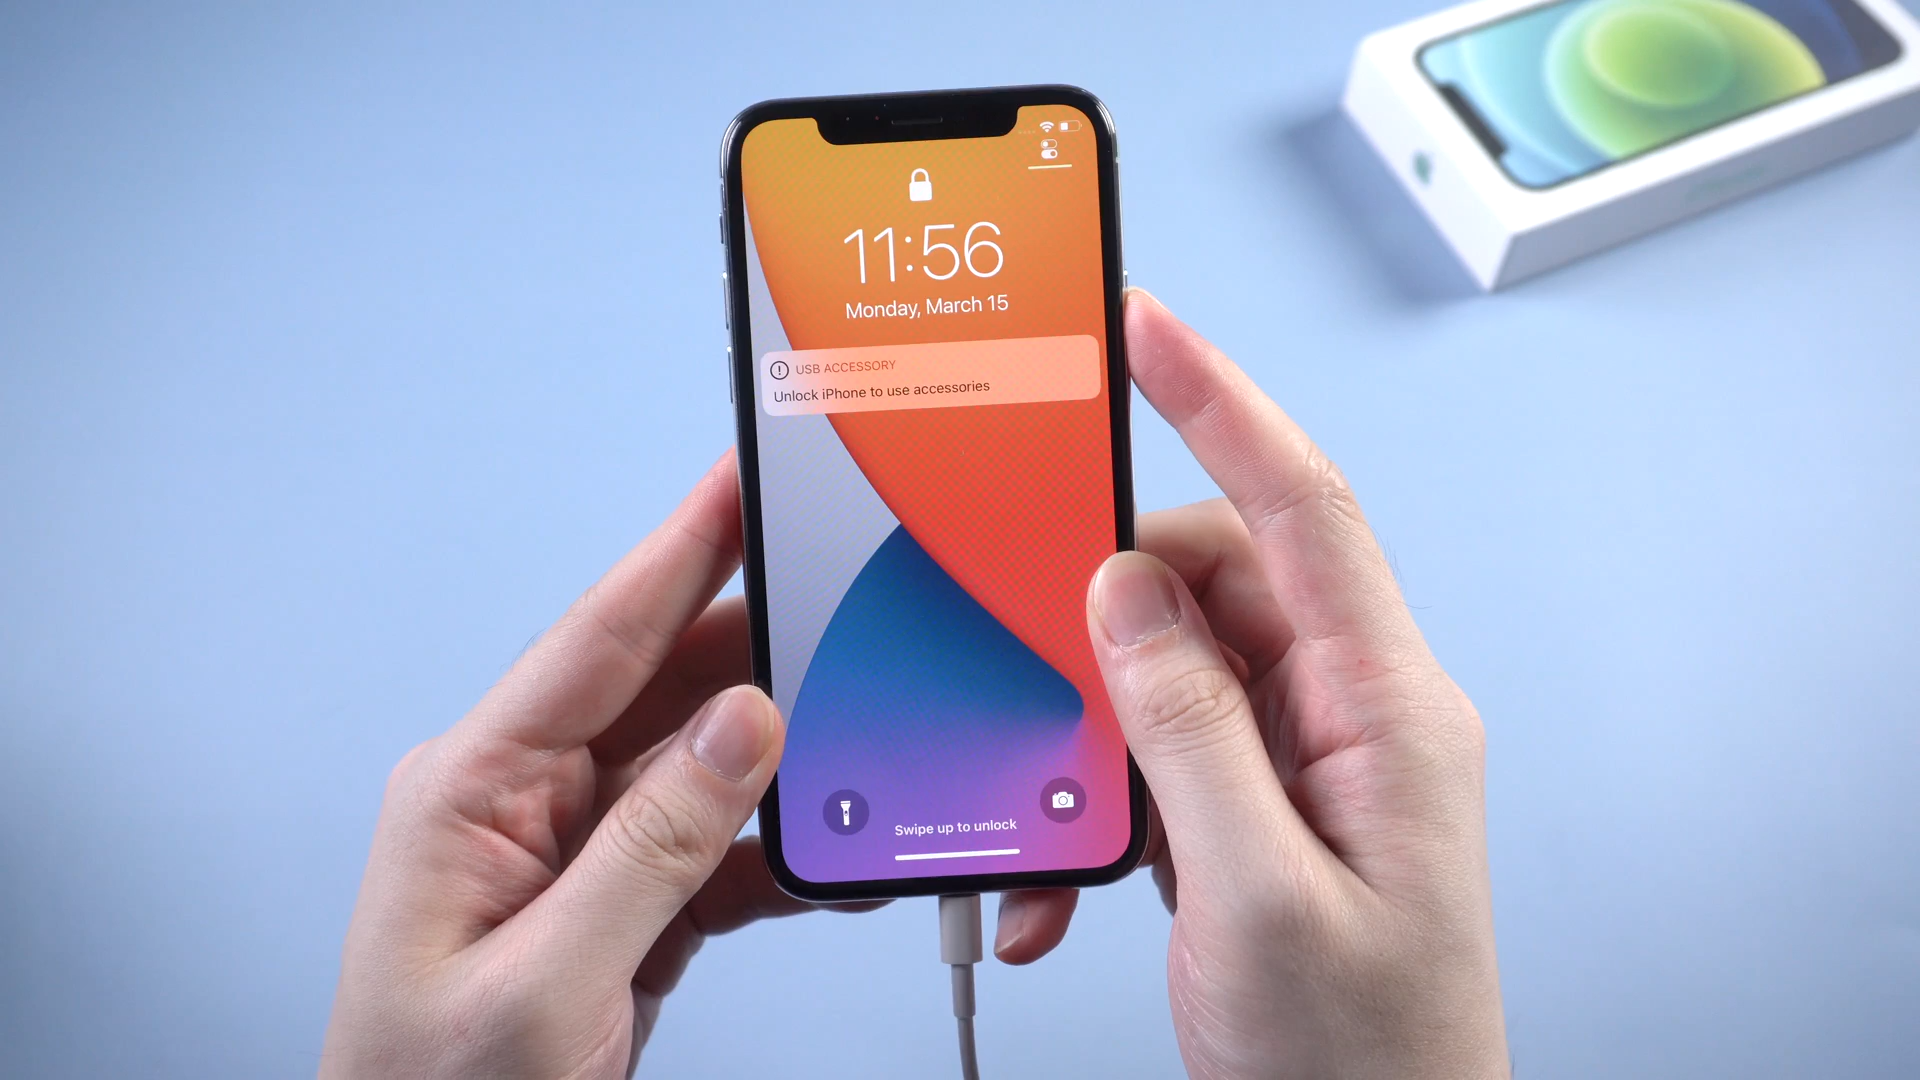 11:56
Monday, March 15
USB ACCESSORY
Unlock iPhone to use accessories
Swipe up to unlock